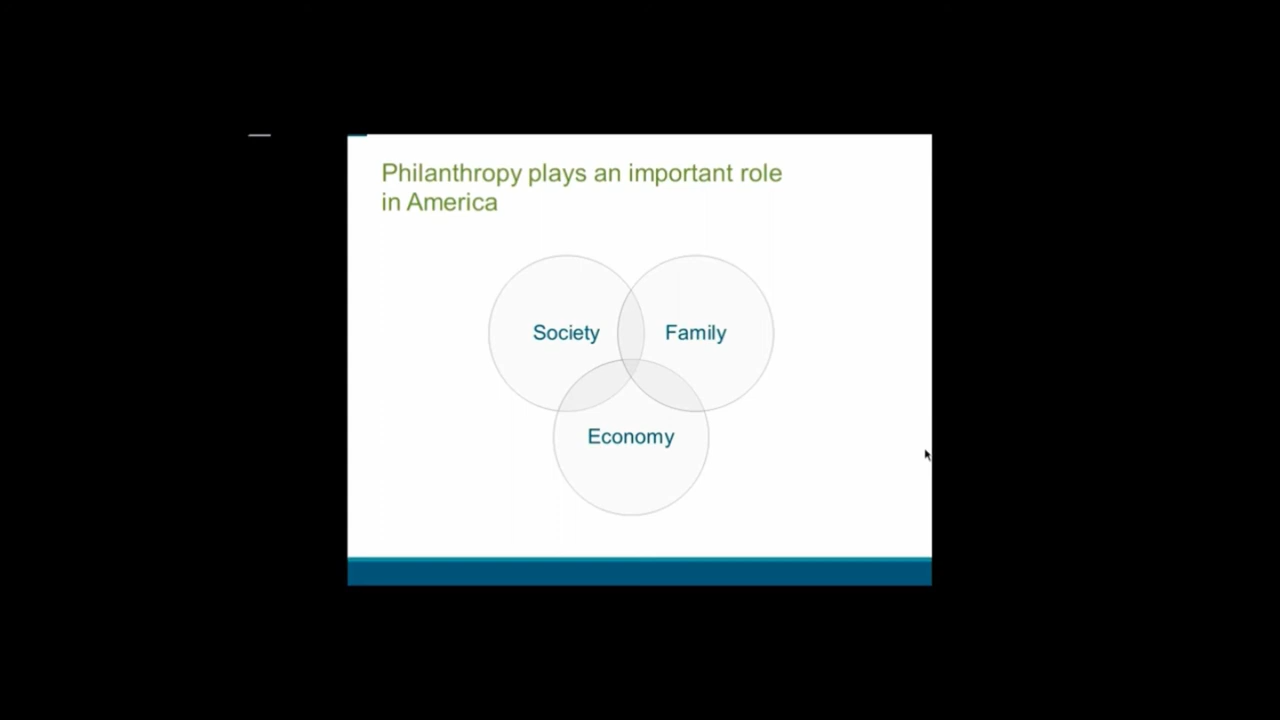 Philanthropy plays an important role
in America
Society
Family
Economy